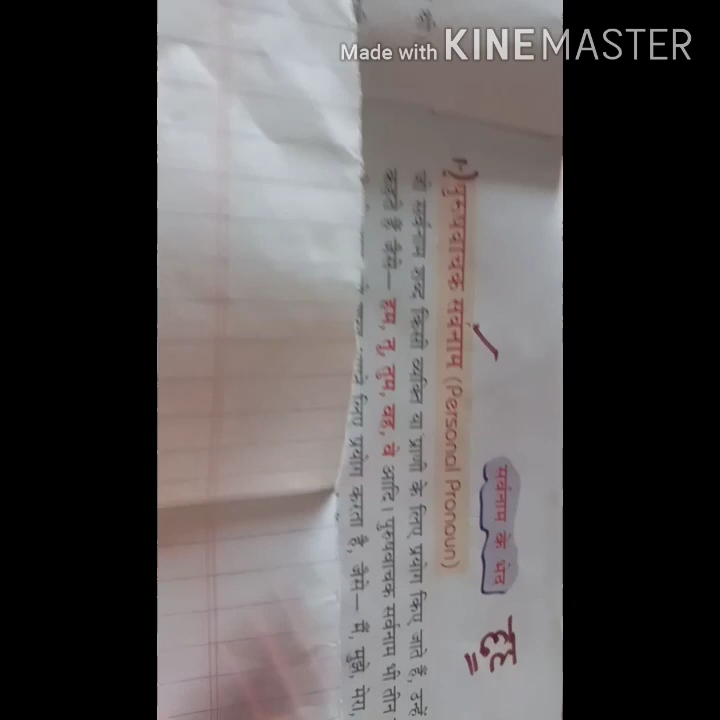 Made with KINEMASTER
सर्वनाम के भेद छः
1-) पुरुषवाचक सर्वनाम (Personal Pronoun)
जो सर्वनाम शब्द किसी व्यक्ति या प्राणी के लिए प्रयोग किए जाते हैं, उन्हें
कहते हैं जैसे— हम, तू, तुम, वह, वे आदि। पुरुषवाचक सर्वनाम भी तीन
लिए प्रयोग करता है, जैसे— मैं, मुझे, मेरा,